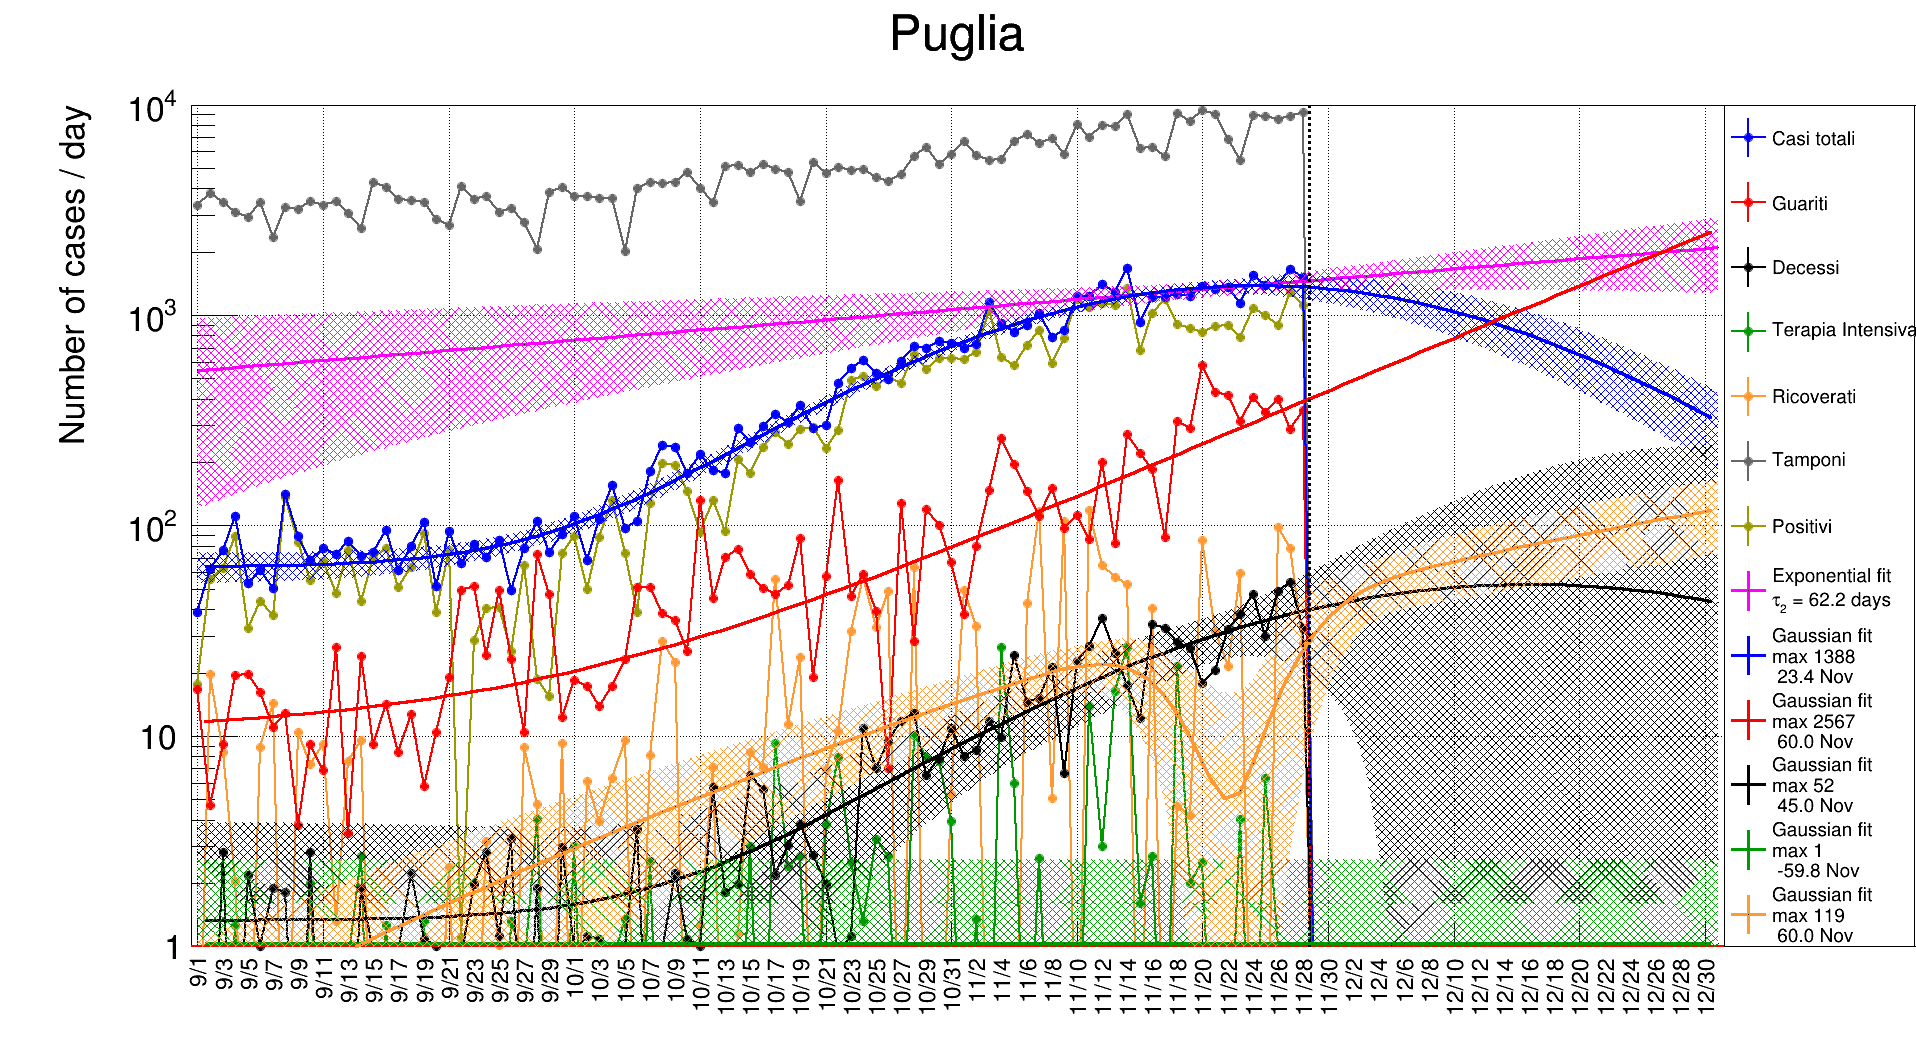 Puglia
Number of cases / day
10^4
10^3
10^2
10
1
9/1 9/3 9/5 9/7 9/9 9/11 9/13 9/15 9/17 9/19 9/21 9/23 9/25 9/27 9/29 10/1 10/3 10/5 10/7 10/9 10/11 10/13 10/15 10/17 10/19 10/21 10/23 10/25 10/27 10/29 10/31 11/2 11/4 11/6 11/8 11/10 11/12 11/14 11/16 11/18 11/20 11/22 11/24 11/26 11/28 11/30 12/2 12/4 12/6 12/8 12/10 12/12 12/14 12/16 12/18 12/20 12/22 12/24 12/26 12/28 12/30
Casi totali
Guariti
Decessi
Terapia Intensiva
Ricoverati
Tamponi
Positivi
Exponential fit
τ2 = 62.2 days
Gaussian fit
max 1388
23.4 Nov
Gaussian fit
max 2567
60.0 Nov
Gaussian fit
max 52
45.0 Nov
Gaussian fit
max 1
-59.8 Nov
Gaussian fit
max 119
60.0 Nov